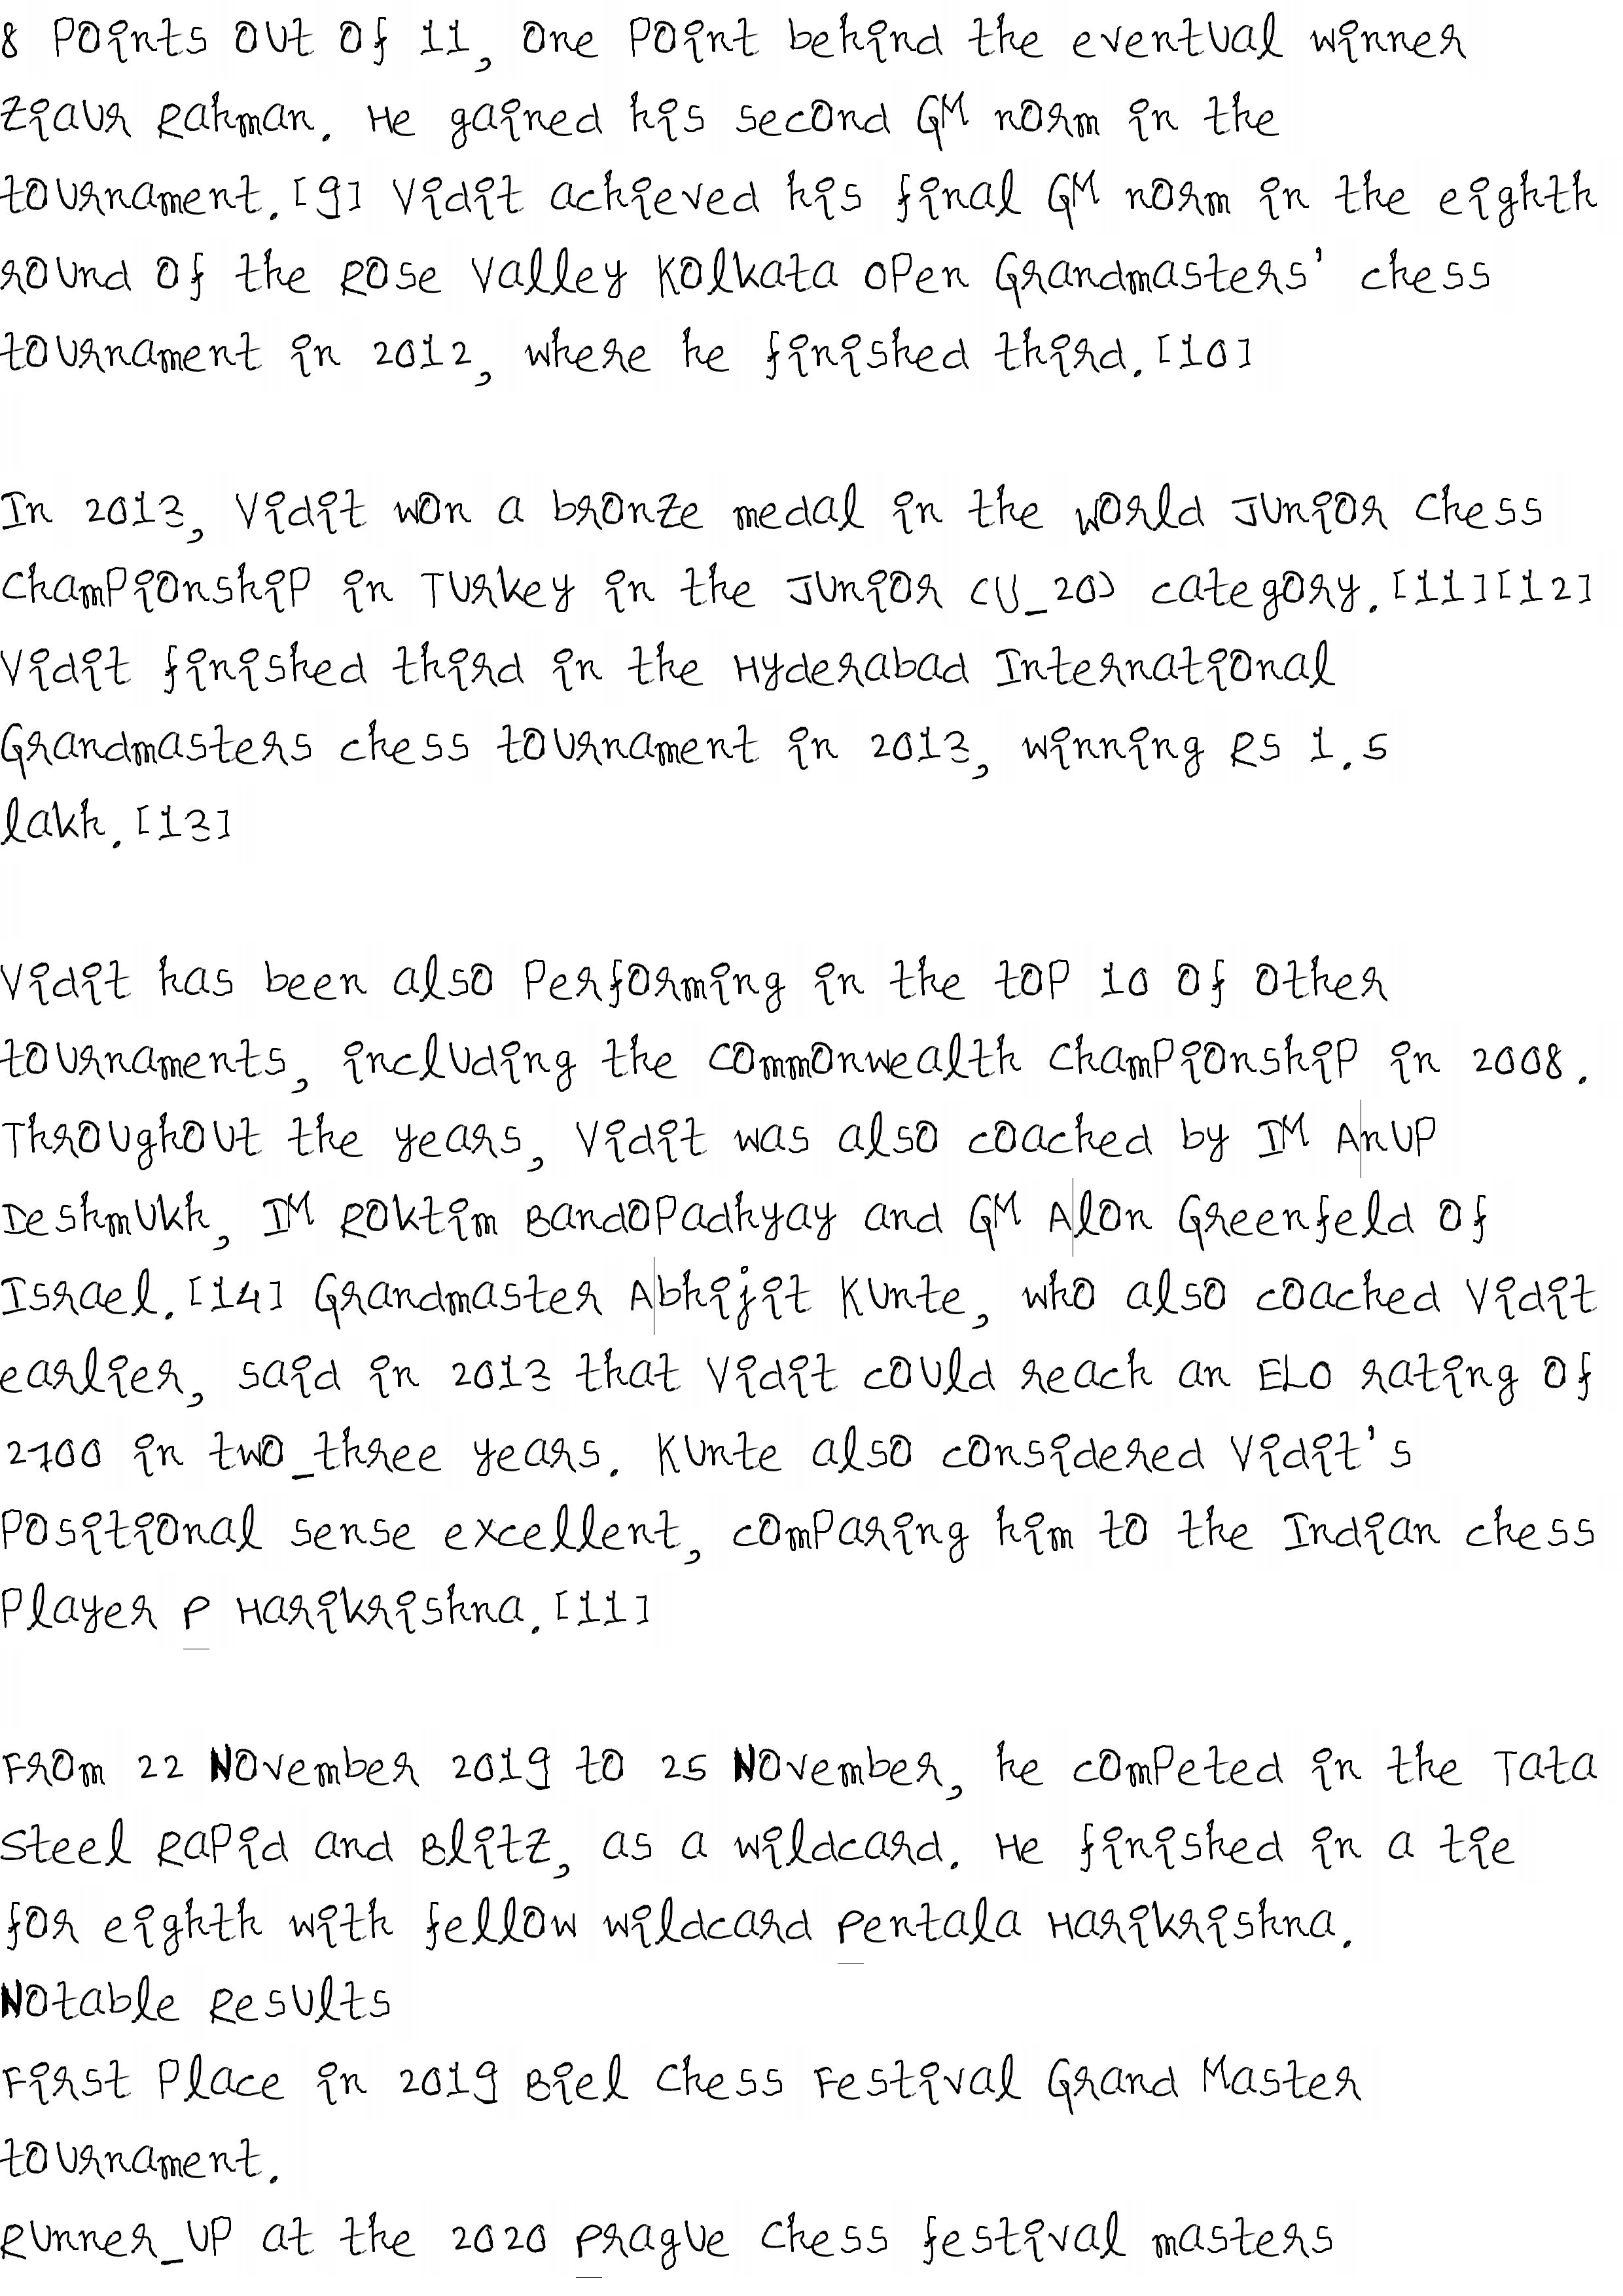 8 points out of 11, one point behind the eventual winner
Ziaur Rahman. He gained his second GM norm in the
tournament.[9] Vidit achieved his final GM norm in the eighth
round of the Rose Valley Kolkata Open Grandmasters' chess
tournament in 2012, where he finished third.[10]
In 2013, Vidit won a bronze medal in the World Junior Chess
Championship in Turkey in the Junior (U_20) category.[11][12]
Vidit finished third in the Hyderabad International
Grandmasters chess tournament in 2013, winning Rs 1.5
lakh.[13]
Vidit has been also performing in the top 10 of other
tournaments, including the Commonwealth Championship in 2008.
Throughout the years, Vidit was also coached by IM Anup
Deshmukh, IM Roktim Bandopadhyay and GM Alon Greenfeld of
Israel.[14] Grandmaster Abhijit Kunte, who also coached Vidit
earlier, said in 2013 that Vidit could reach an ELO rating of
2700 in two_three years. Kunte also considered Vidit's
positional sense excellent, comparing him to the Indian chess
player P Harikrishna.[11]
From 22 November 2019 to 25 November, he competed in the Tata
Steel Rapid and Blitz, as a wildcard. He finished in a tie
for eighth with fellow wildcard Pentala Harikrishna.
Notable Results
First Place in 2019 Biel Chess Festival Grand Master
tournament.
Runner_up at the 2020 Prague Chess festival masters